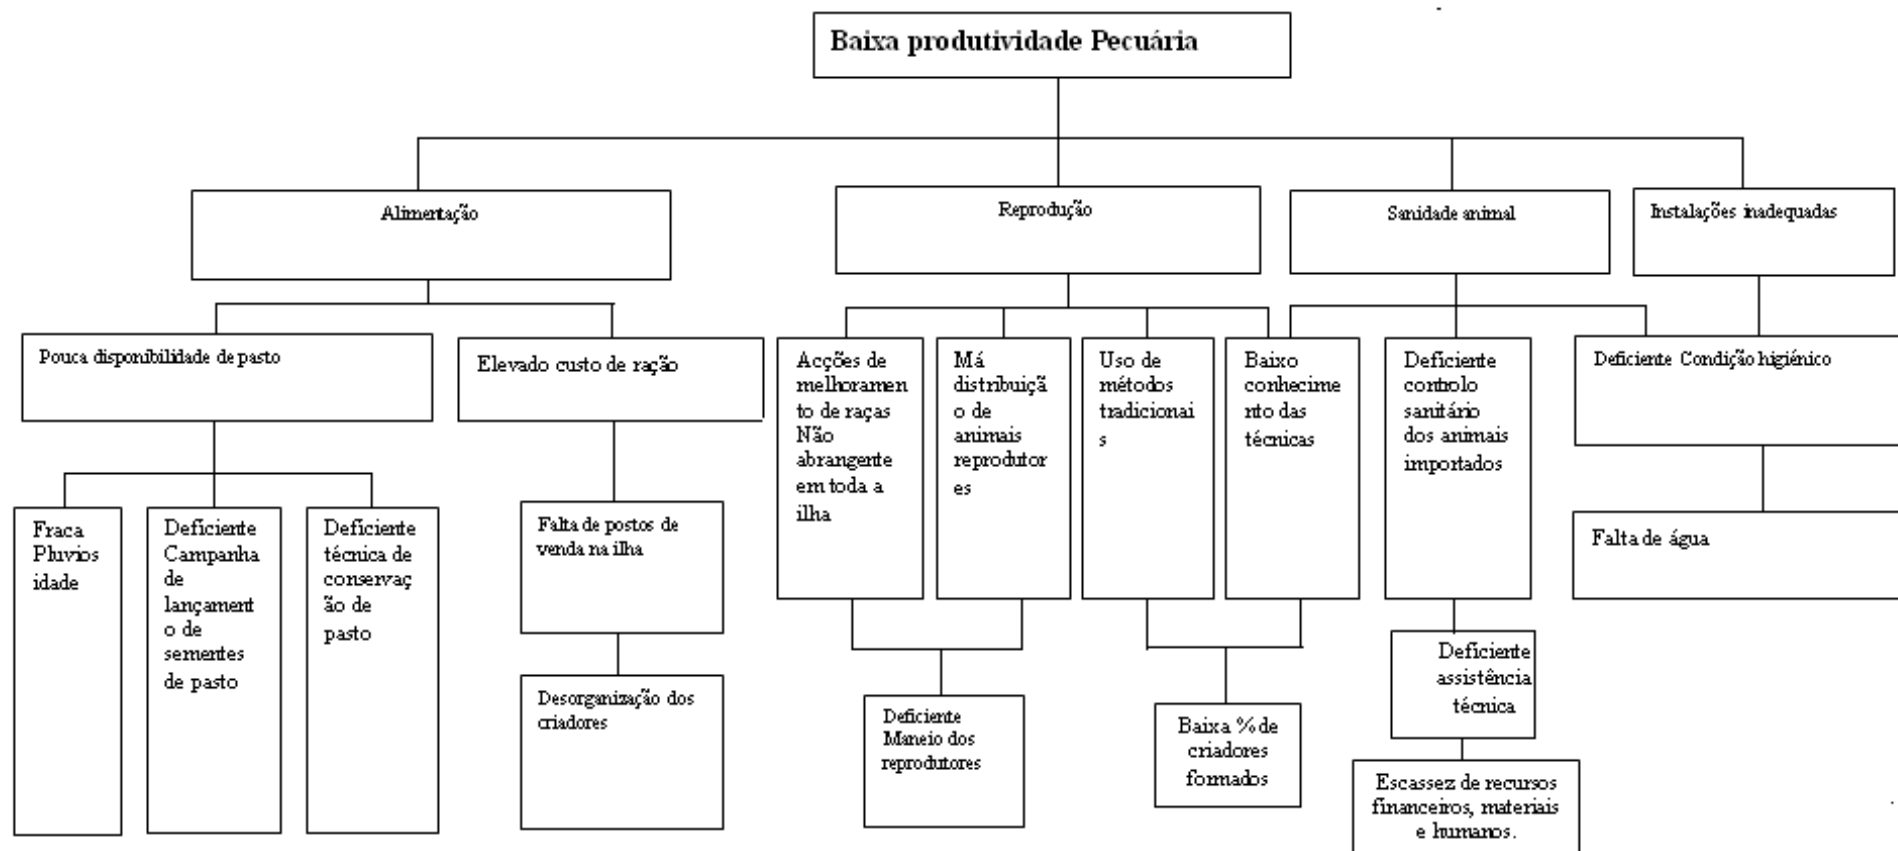 Baixa produtividade Pecuária
Alimentação
Reprodução
Sanidade animal
Instalações inadequadas
Pouca disponibilidade de pasto
Elevado custo de ração
Acções de
melhoramen
to de raças
Não
abrangente
em toda a
ilha
Má
distribuiçã
o de
animais
reprodutor
es
Uso de
métodos
tradicionai
s
Baixo
conhecime
nto das
técnicas
Deficiente
controlo
sanitário
dos animais
importados
Deficiente Condição higiénico
Fraca
Pluvios
idade
Deficiente
Campanha
de
lançament
o de
sementes
de pasto
Deficiente
técnica de
conservaç
ão de
pasto
Falta de postos de
venda na ilha
Falta de água
Desorganização dos
criadores
Deficiente
Maneio dos
reprodutores
Baixa % de
criadores
formados
Deficiente
assistência
técnica
Escassez de recursos
financeiros, materiais
e humanos.